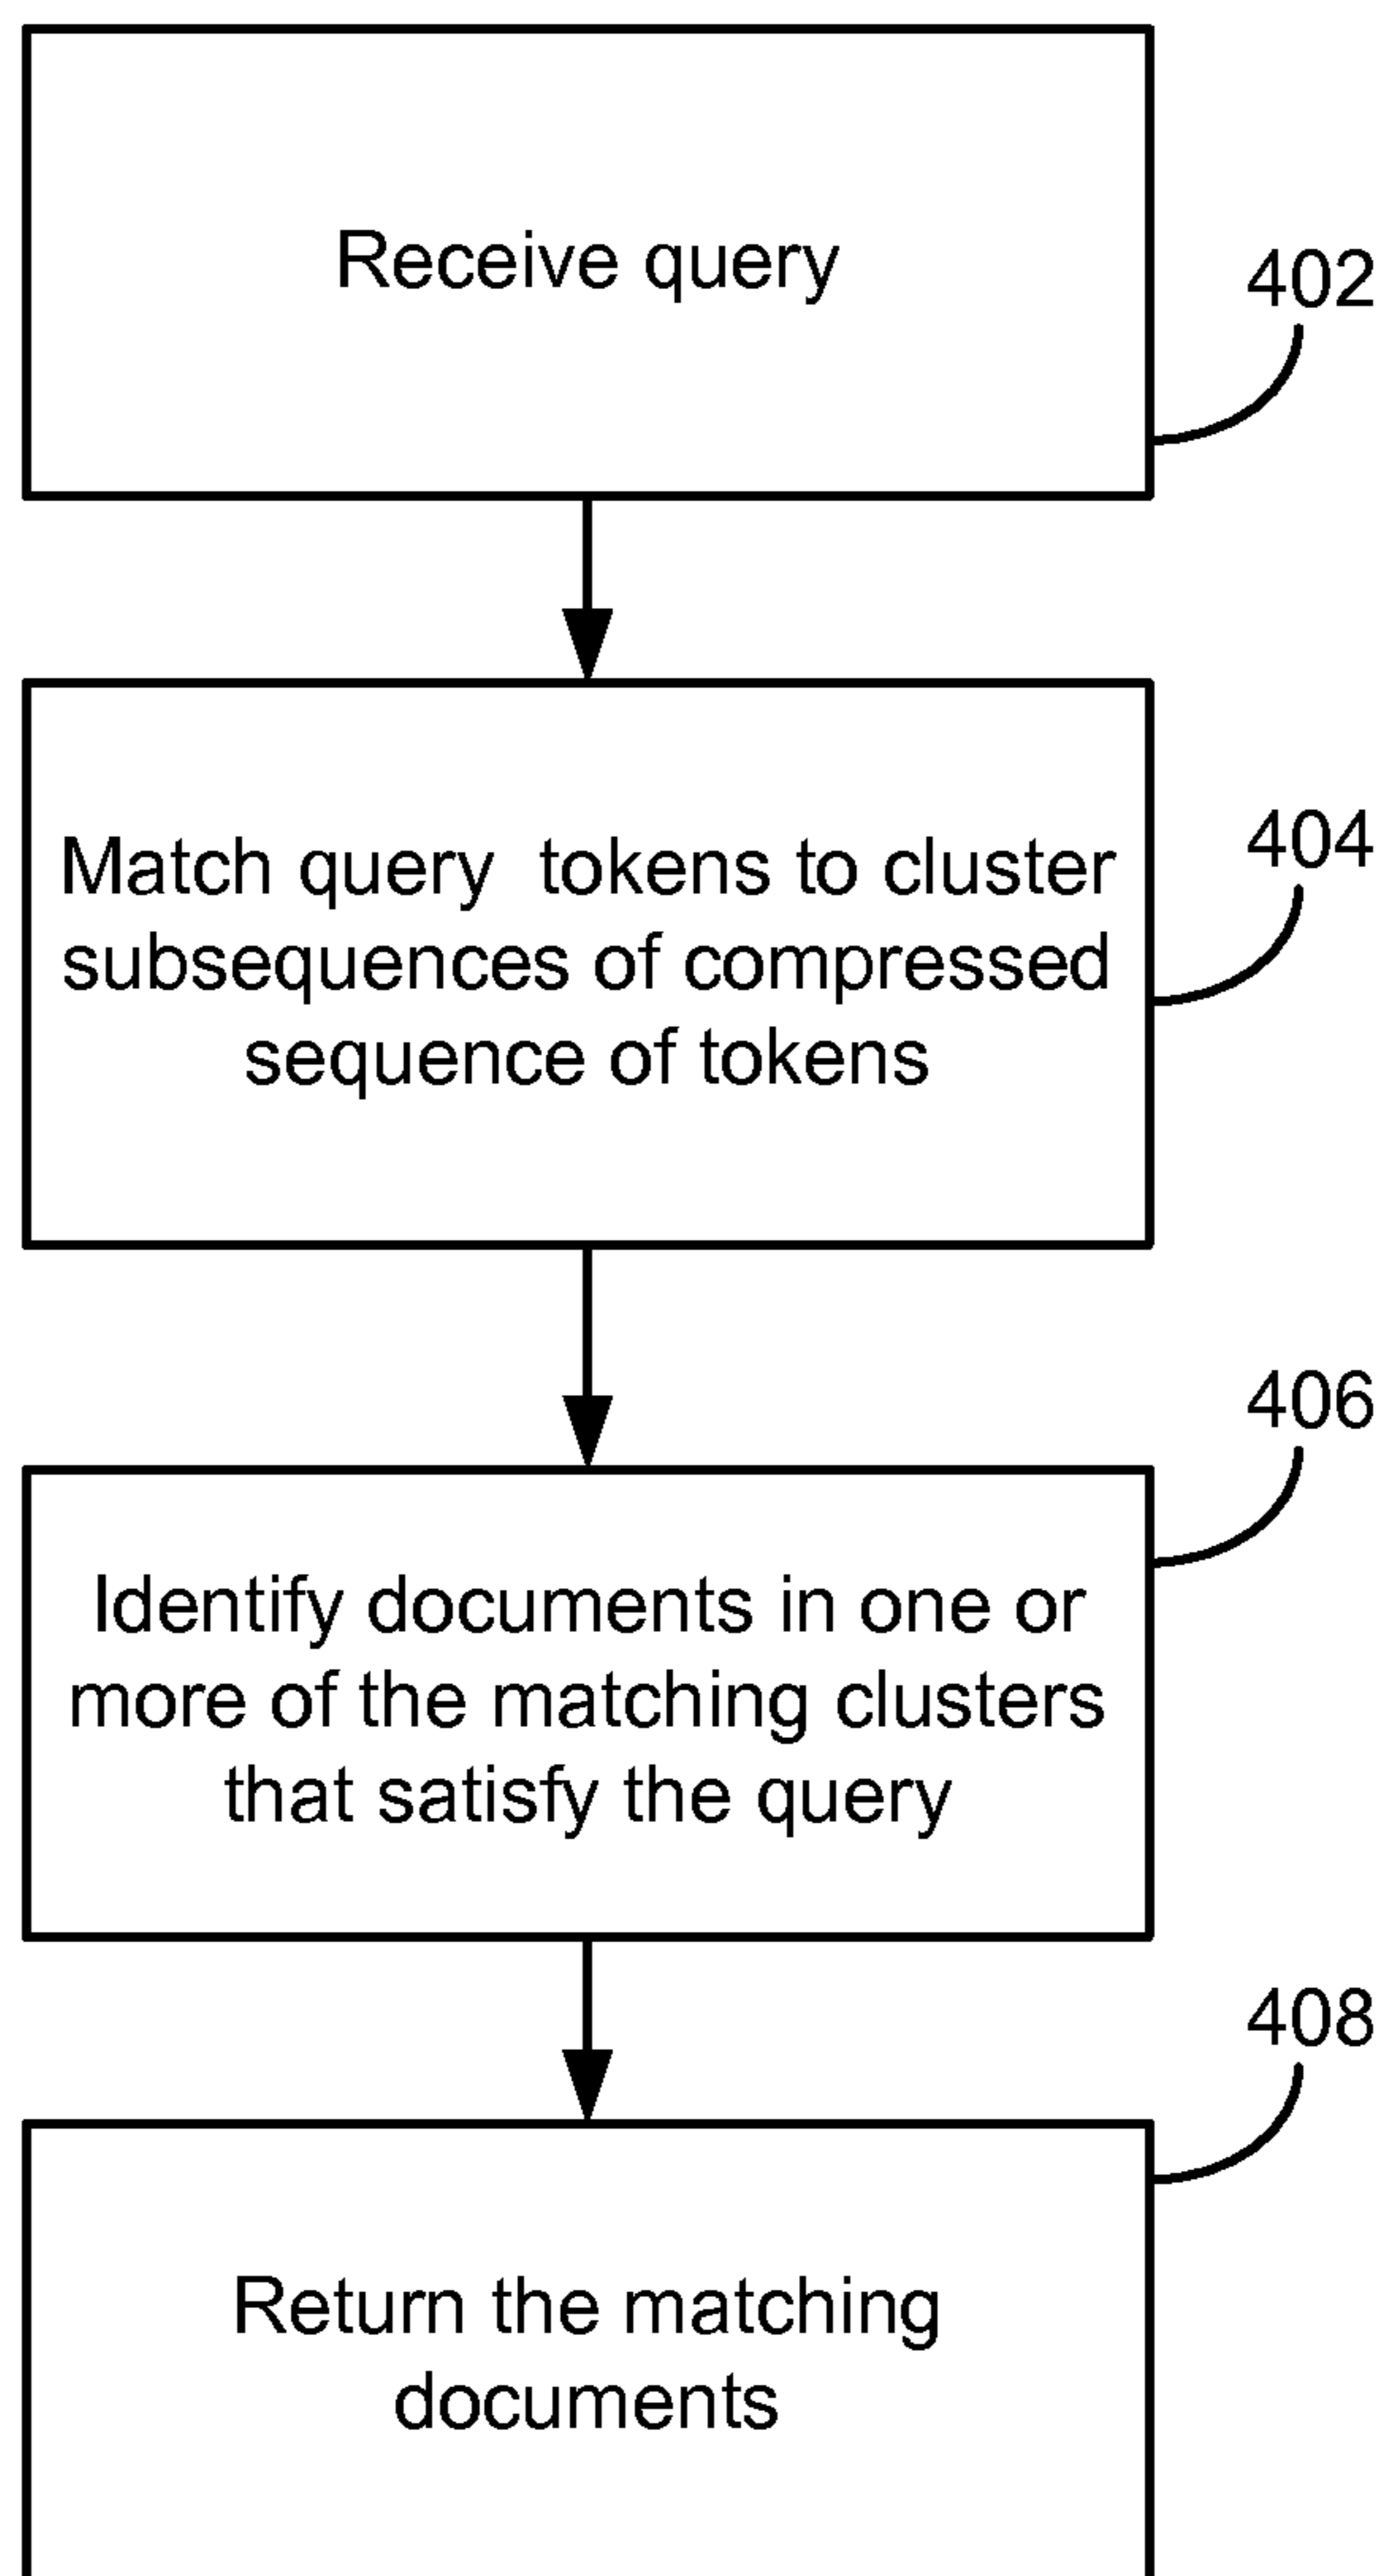 Receive query
402
Match query tokens to cluster
subsequences of compressed
sequence of tokens
404
Identify documents in one or
more of the matching clusters
that satisfy the query
406
Return the matching
documents
408